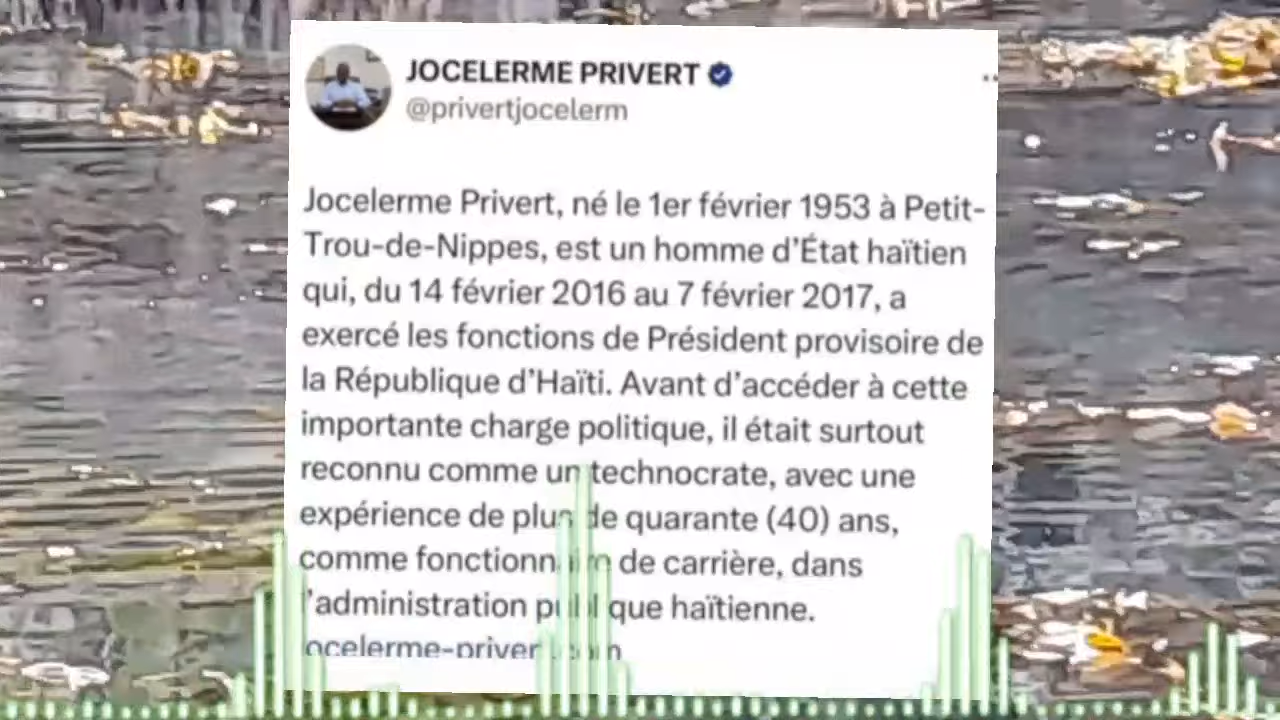 JOCELERME PRIVERT
@privertjocelerm
Jocelerme Privert, né le 1er février 1953 à Petit-
Trou-de-Nippes, est un homme d'État haïtien
qui, du 14 février 2016 au 7 février 2017, a
exercé les fonctions de Président provisoire de
la République d'Haïti. Avant d'accéder à cette
importante charge politique, il était surtout
reconnu comme un technocrate, avec une
expérience de plus de quarante (40) ans,
comme fonctionnaire de carrière, dans
l'administration publique haïtienne.
jocelerme-privert.com